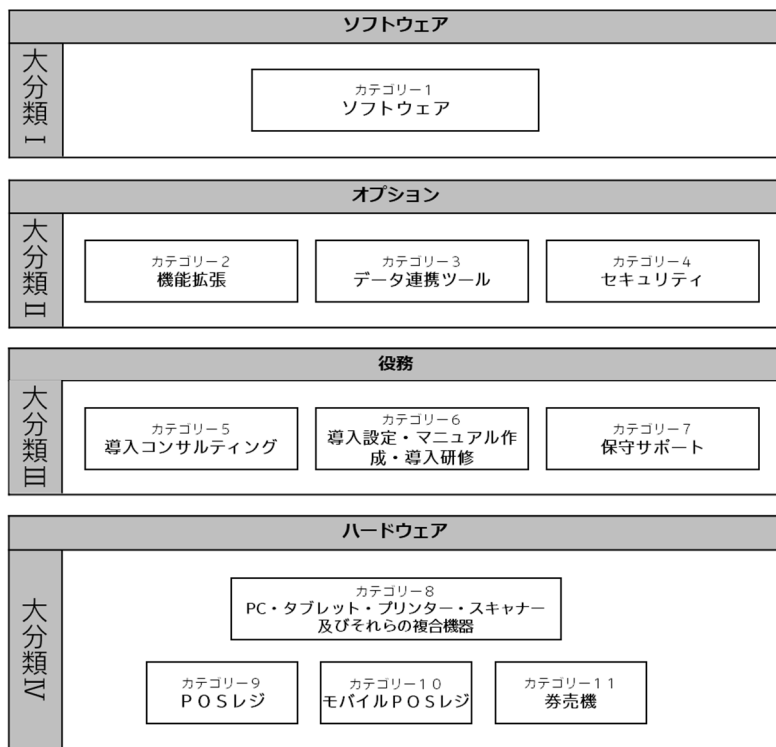 ソフトウェア
大分類Ⅰ
カテゴリー１
ソフトウェア
オプション
大分類Ⅱ
カテゴリー２
機能拡張
カテゴリー３
データ連携ツール
カテゴリー４
セキュリティ
役務
大分類Ⅲ
カテゴリー５
導入コンサルティング
カテゴリー６
導入設定・マニュアル作
成・導入研修
カテゴリー７
保守サポート
ハードウェア
大分類Ⅳ
カテゴリー８
PC・タブレット・プリンター・スキャナー
及びそれらの複合機器
カテゴリー９
ＰＯＳレジ
カテゴリー１０
モバイルＰＯＳレジ
カテゴリー１１
券売機